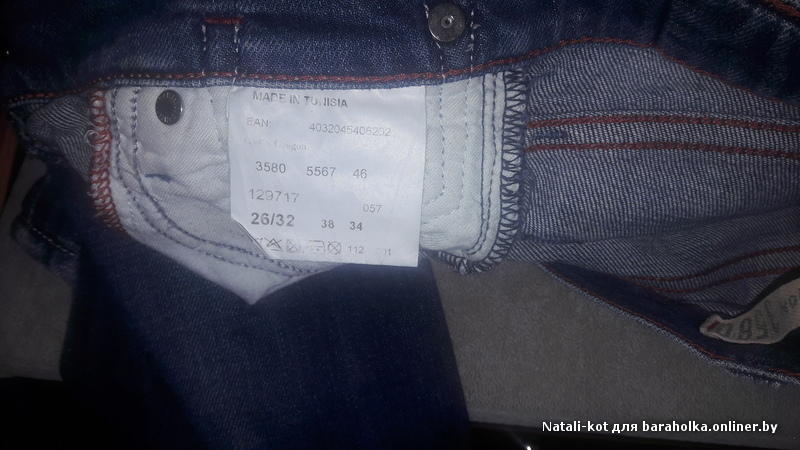 MADE IN TUNISIA
EAN: 4032045406202
3580 5567 46
129717
057
26/32 38 34
112
Natali-kot для baraholka.onliner.by